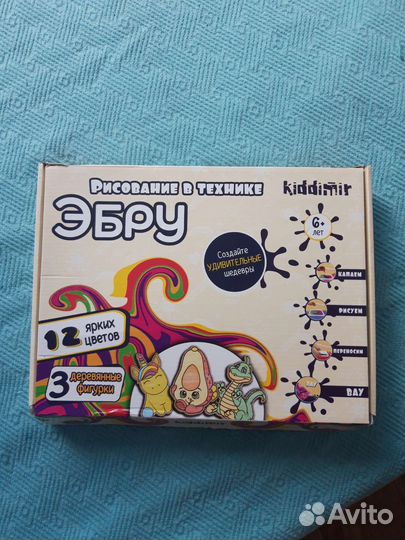 Рисование в технике
kiddimir
ЭБРУ
6+
лет
Создайте
УДИВИТЕЛЬНЫЕ
шедевры
КАПАЕМ
РИСУЕМ
ПЕРЕНОСИМ
ВАУ
12 ярких
цветов
3 деревянные
фигурки
Avito